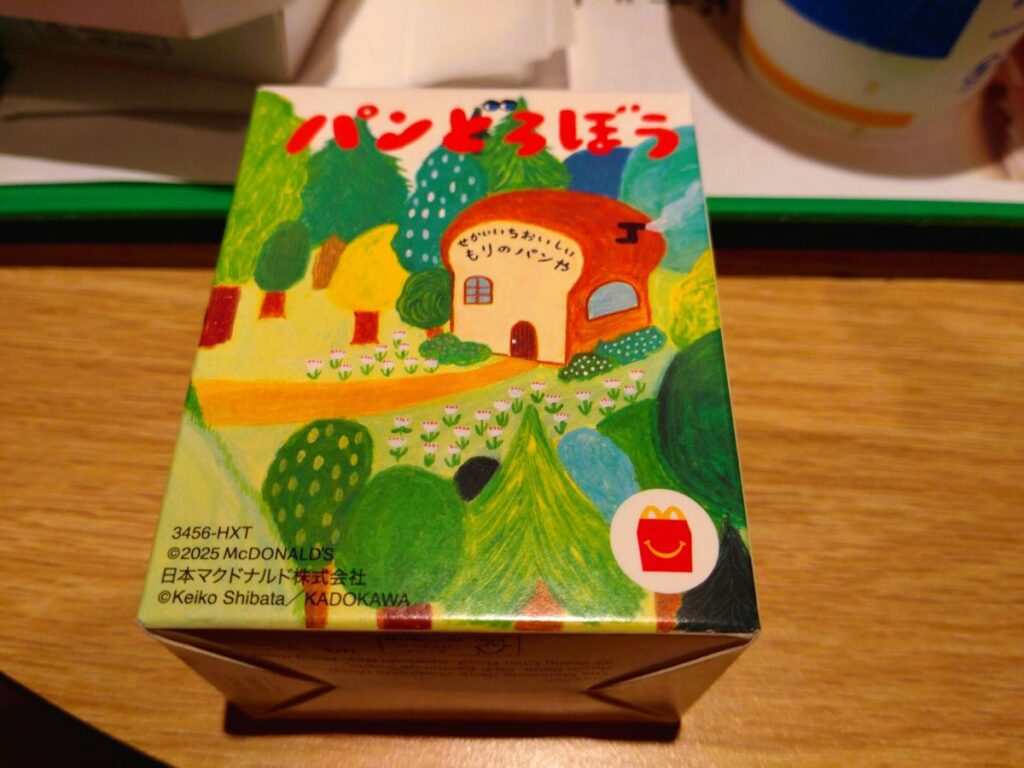 パンどろぼう
せかいいちおいしい
もりのパンや
3456-HXT
©2025 McDONALD'S
日本マクドナルド株式会社
©Keiko Shibata／KADOKAWA